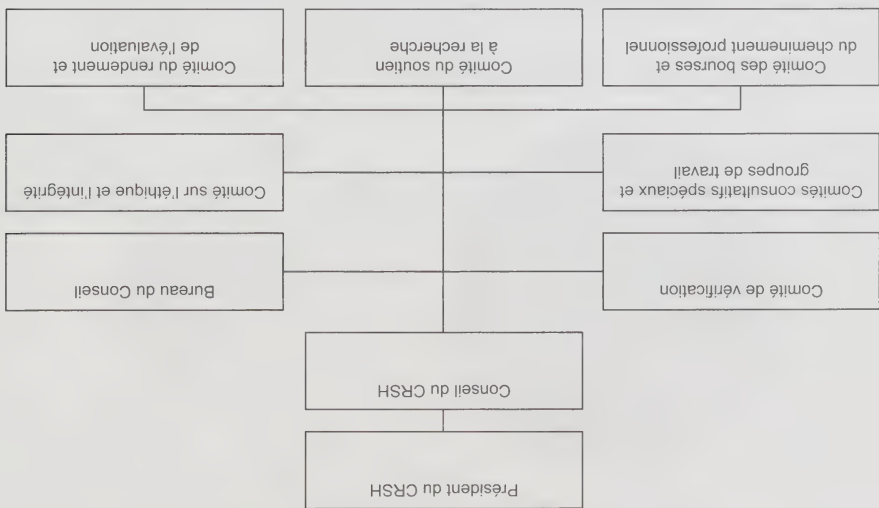 Président du CRSH
Conseil du CRSH
Comité de vérification
Bureau du Conseil
Comités consultatifs spéciaux et
groupes de travail
Comité sur l'éthique et l'intégrité
Comité des bourses et
du cheminement professionnel
Comité du soutien
à la recherche
Comité du rendement et
de l'évaluation